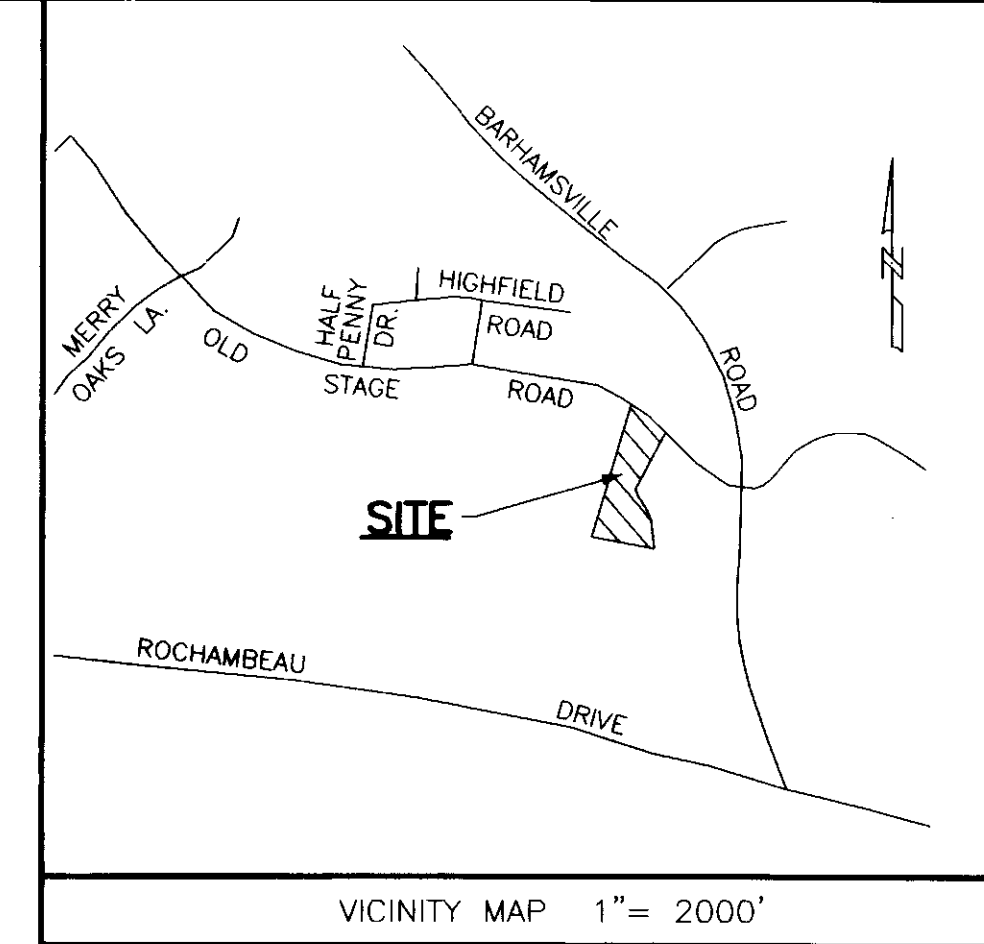 BARHAMSVILLE
ROAD
N
HIGHFIELD
ROAD
HALF
PENNY
DR.
MERRY
OAKS LA.
OLD
STAGE
ROAD
SITE
ROCHAMBEAU
DRIVE
VICINITY MAP 1"= 2000'